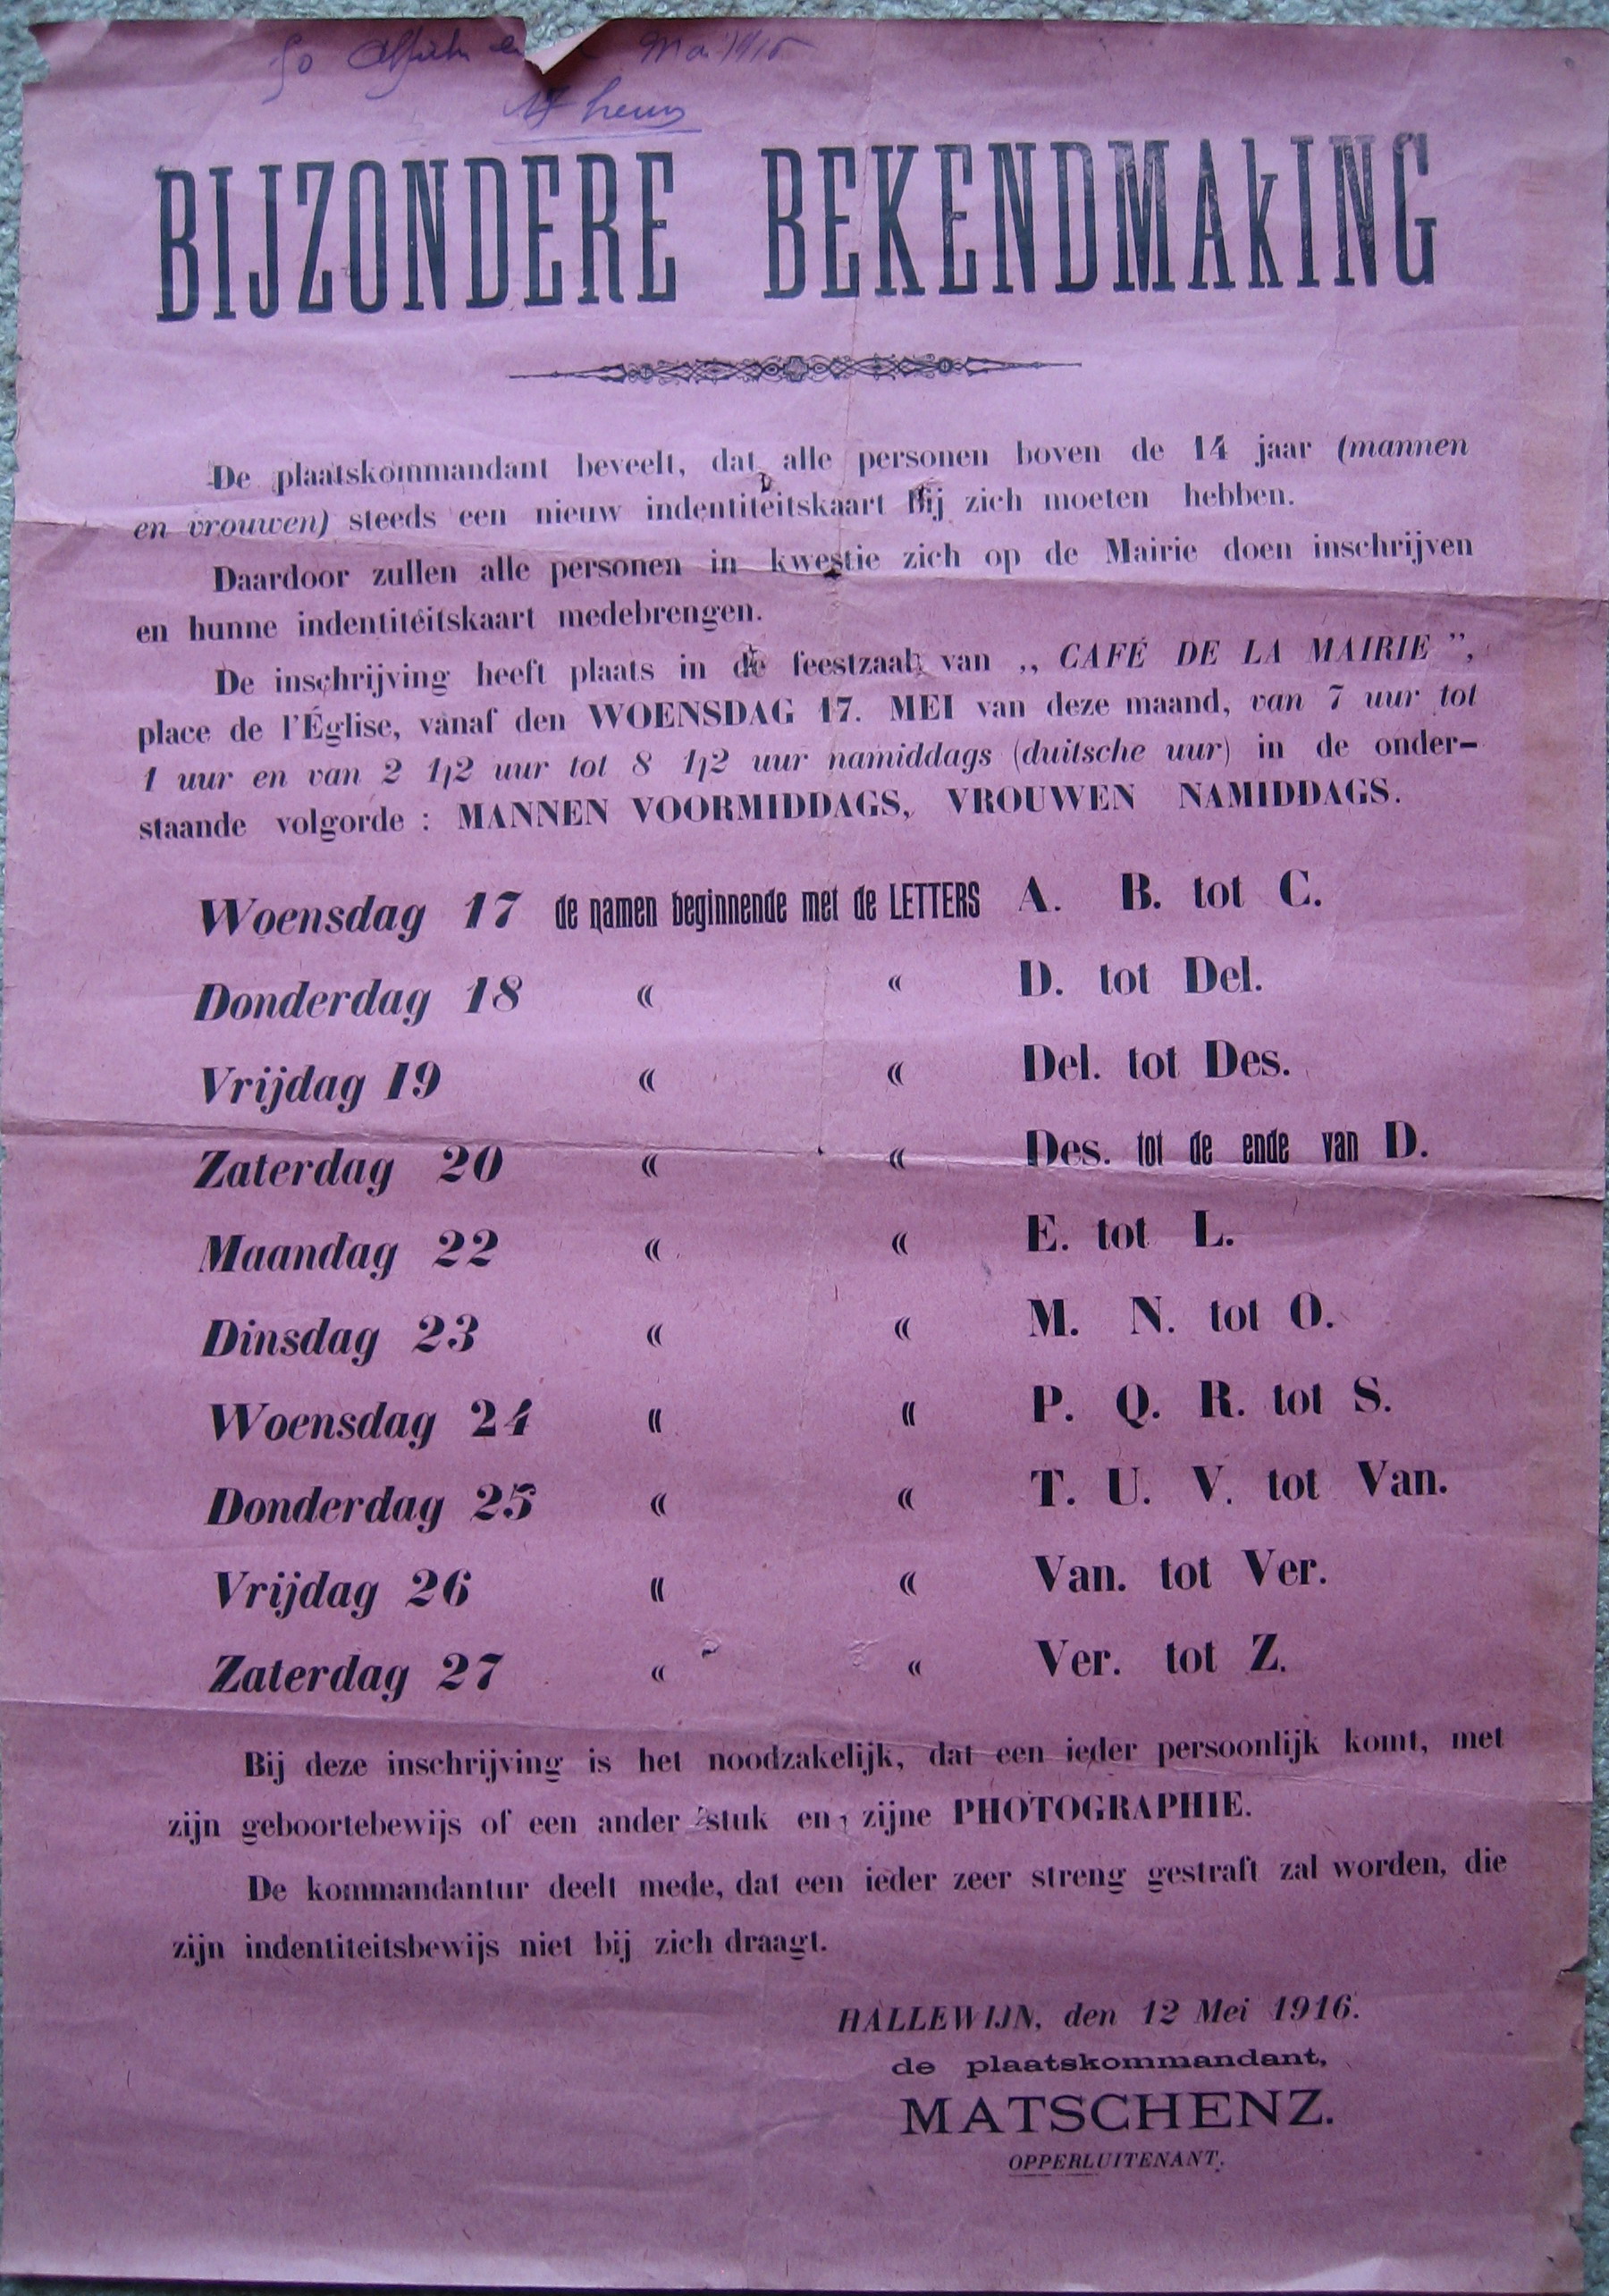 50 Mai 1916
BIJZONDERE BEKENDMAkING
De plaatskommandant beveelt, dat alle personen boven de 14 jaar (mannen
en vrouwen) steeds een nieuw indentiteitskaart bij zich moeten hebben.
Daardoor zullen alle personen in kwestie zich op de Mairie doen inschrijven
en hunne indentitéitskaart medebrengen.
De inschrijving heeft plaats in de feestzaal van ,, CAFÉ DE LA MAIRIE ”,
place de l'Église, vanaf den WOENSDAG 17. MEI van deze maand, van 7 uur tot
1 uur en van 2 1/2 uur tot 8 1/2 uur namiddags (duitsche uur) in de onder-
staande volgorde : MANNEN VOORMIDDAGS, VROUWEN NAMIDDAGS.
Woensdag 17 de namen beginnende met de LETTERS A. B. tot C.
Donderdag 18 « « D. tot Del.
Vrijdag 19 « « Del. tot Des.
Zaterdag 20 « « Des. tot de ende van D.
Maandag 22 « « E. tot L.
Dinsdag 23 « « M. N. tot O.
Woensdag 24 « « P. Q. R. tot S.
Donderdag 25 « « T. U. V. tot Van.
Vrijdag 26 « « Van. tot Ver.
Zaterdag 27 « « Ver. tot Z.
Bij deze inschrijving is het noodzakelijk, dat een ieder persoonlijk komt, met
zijn geboortebewijs of een ander stuk en zijne PHOTOGRAPHIE.
De kommandantur deelt mede, dat een ieder zeer streng gestraft zal worden, die
zijn indentiteitsbewijs niet bij zich draagt.
HALLEWIJN, den 12 Mei 1916.
de plaatskommandant,
MATSCHENZ.
OPPERLUITENANT.